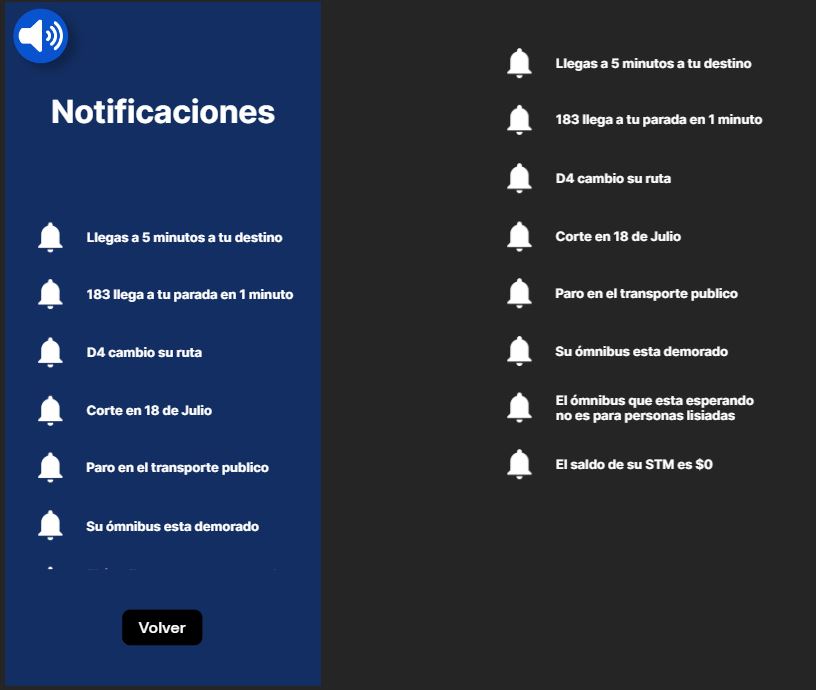 Notificaciones
Llegas a 5 minutos a tu destino
183 llega a tu parada en 1 minuto
D4 cambio su ruta
Corte en 18 de Julio
Paro en el transporte publico
Su ómnibus esta demorado
Volver
Llegas a 5 minutos a tu destino
183 llega a tu parada en 1 minuto
D4 cambio su ruta
Corte en 18 de Julio
Paro en el transporte publico
Su ómnibus esta demorado
El ómnibus que esta esperando
no es para personas lisiadas
El saldo de su STM es $0